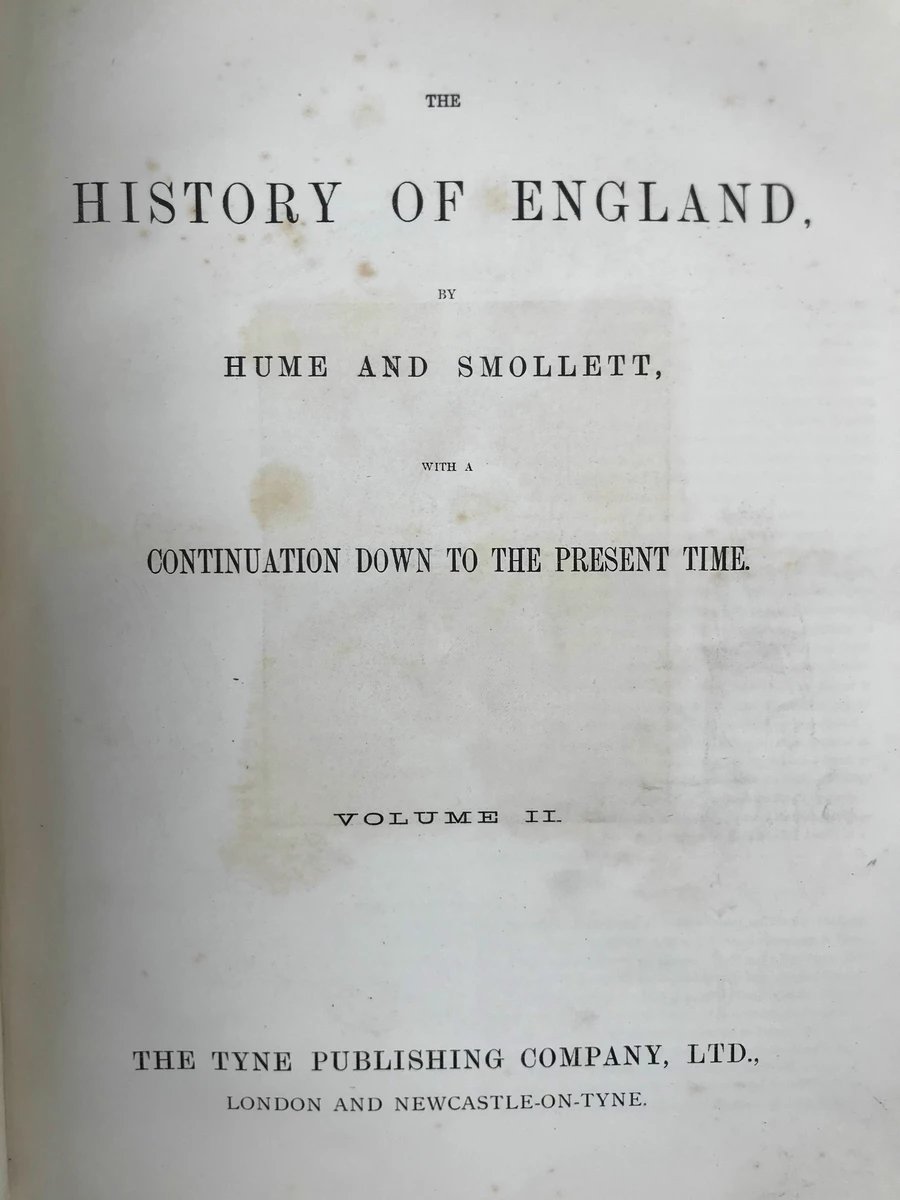 THE
HISTORY OF ENGLAND,
BY
HUME AND SMOLLETT,
WITH A
CONTINUATION DOWN TO THE PRESENT TIME.
VOLUME II.
THE TYNE PUBLISHING COMPANY, LTD.,
LONDON AND NEWCASTLE-ON-TYNE.